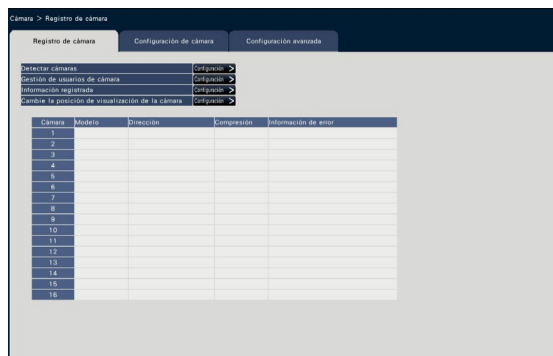 Cámara > Registro de cámara
Registro de cámara Configuración de cámara Configuración avanzada
Detectar cámaras Configuración >
Gestión de usuarios de cámara Configuración >
Información registrada Configuración >
Cambie la posición de visualización de la cámara Configuración >
Cámara Modelo Dirección Compresión Información de error
1
2
3
4
5
6
7
8
9
10
11
12
13
14
15
16